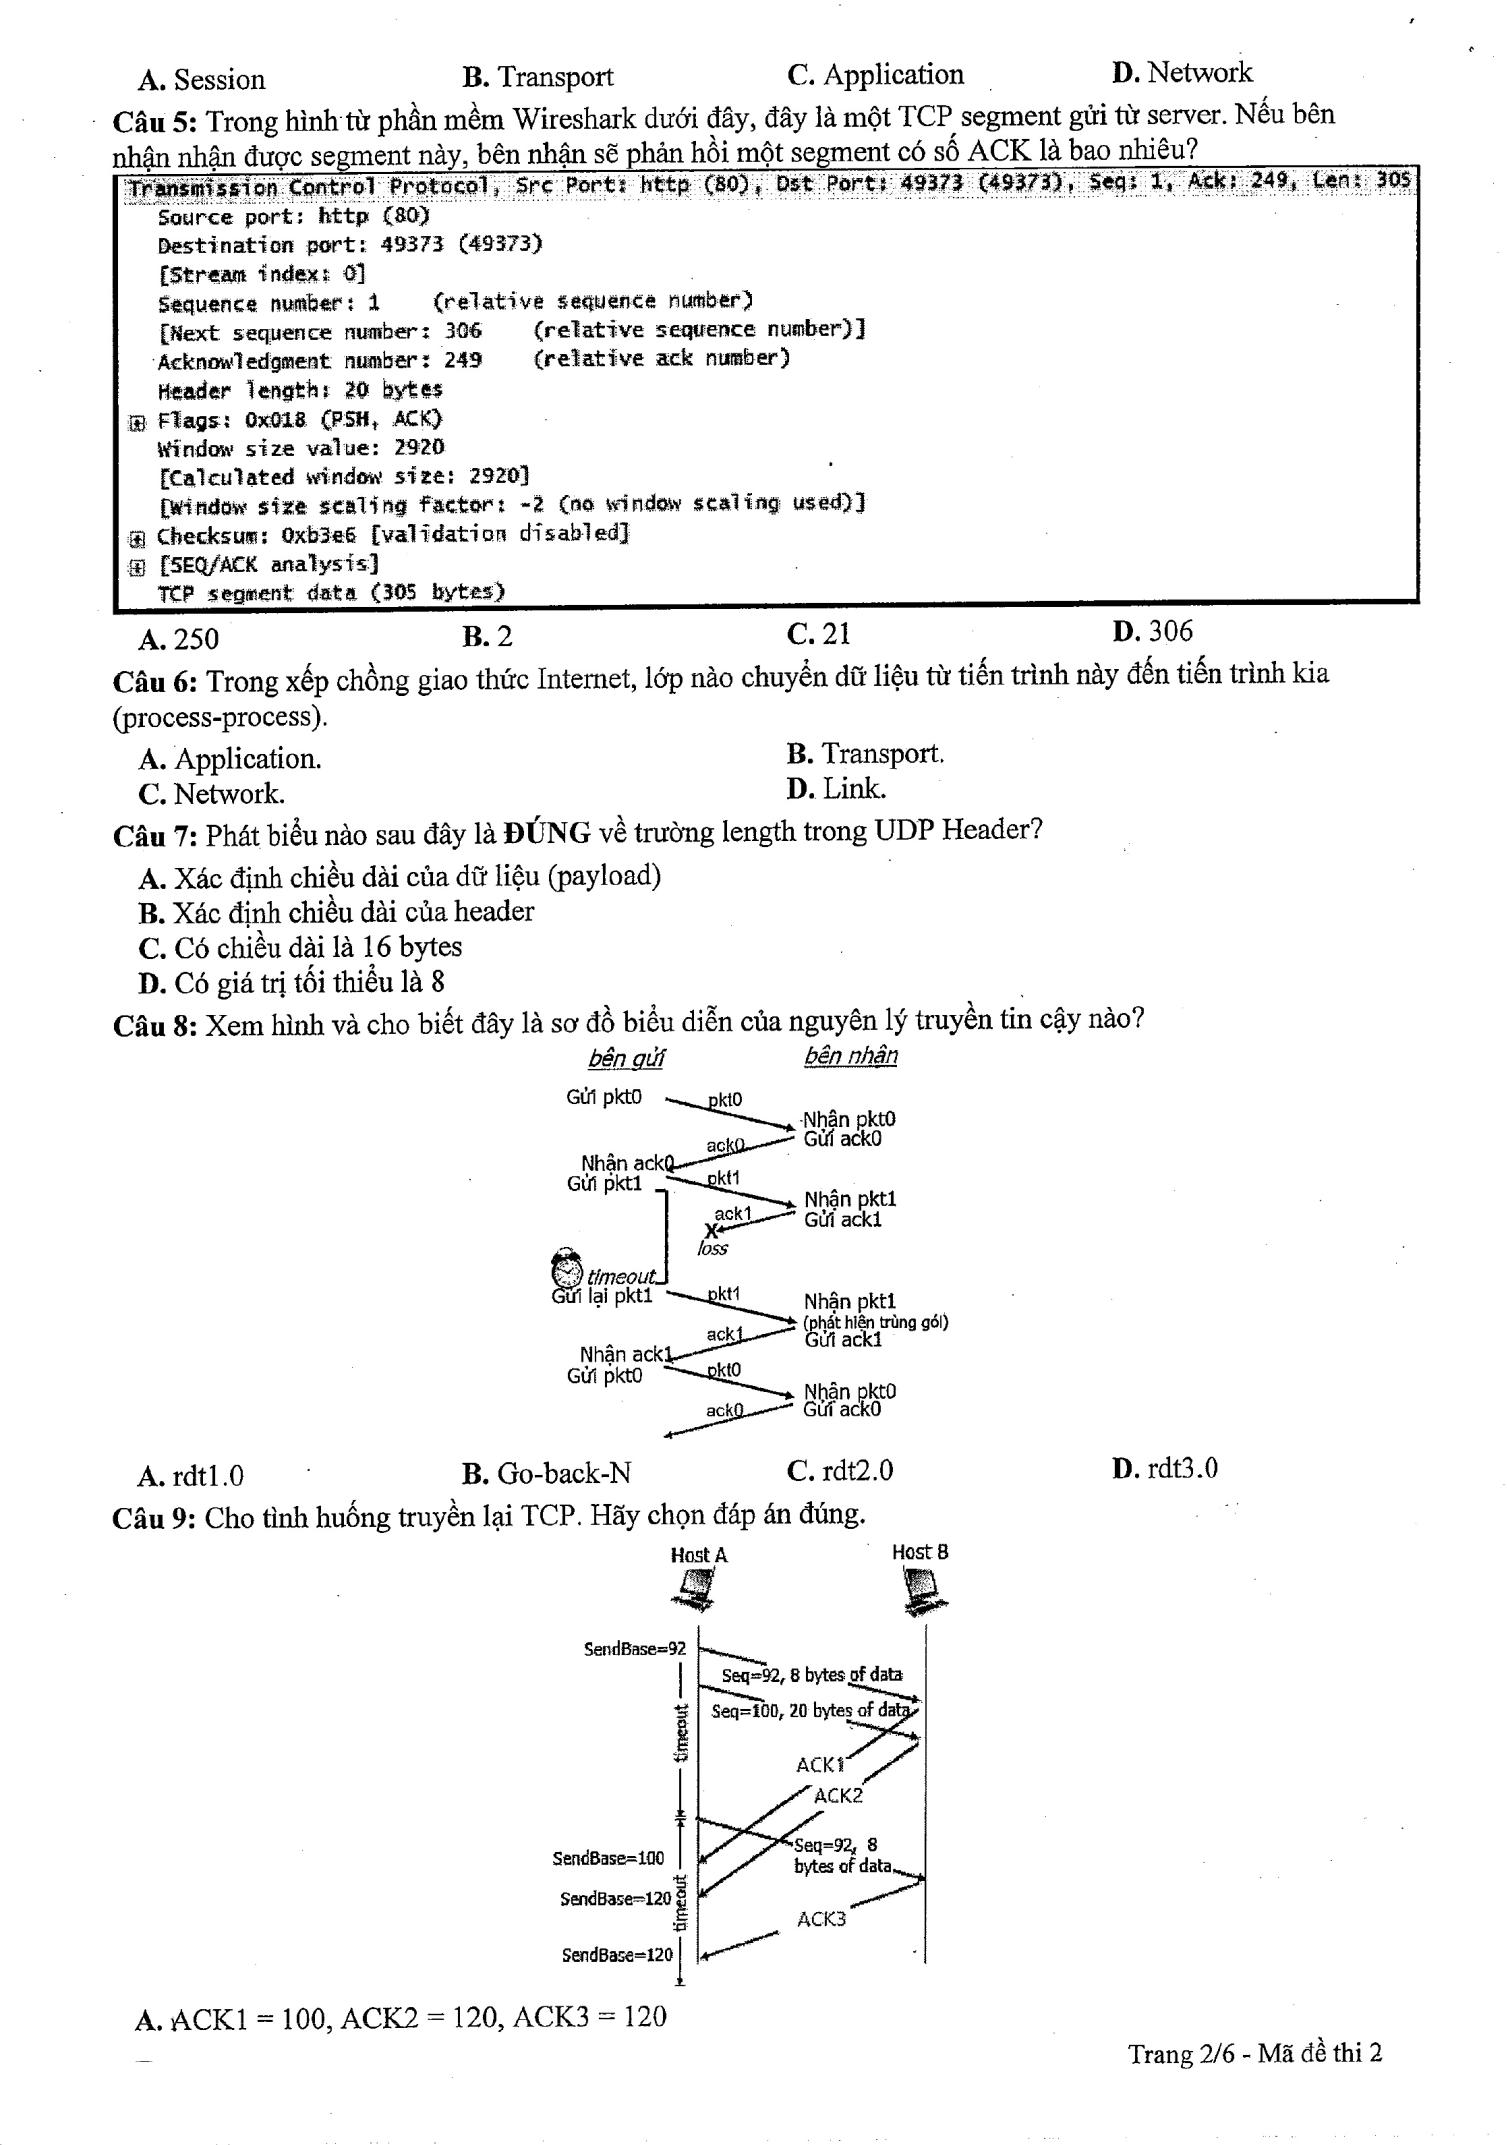 A. Session B. Transport C. Application D. Network
Câu 5: Trong hình từ phần mềm Wireshark dưới đây, đây là một TCP segment gửi từ server. Nếu bên
nhận nhận được segment này, bên nhận sẽ phản hồi một segment có số ACK là bao nhiêu?
Transmission Control Protocol, Src Port: http (80), Dst Port: 49373 (49373), Seq: 1, Ack: 249, Len: 305
Source port: http (80)
Destination port: 49373 (49373)
[Stream index: 0]
Sequence number: 1 (relative sequence number)
[Next sequence number: 306 (relative sequence number)]
Acknowledgment number: 249 (relative ack number)
Header length: 20 bytes
Flags: 0x018 (PSH, ACK)
Window size value: 2920
[Calculated window size: 2920]
[Window size scaling factor: -2 (no window scaling used)]
Checksum: 0xb3e6 [validation disabled]
[SEQ/ACK analysis]
TCP segment data (305 bytes)
A. 250 B. 2 C. 21 D. 306
Câu 6: Trong xếp chồng giao thức Internet, lớp nào chuyển dữ liệu từ tiến trình này đến tiến trình kia
(process-process).
A. Application. B. Transport.
C. Network. D. Link.
Câu 7: Phát biểu nào sau đây là ĐÚNG về trường length trong UDP Header?
A. Xác định chiều dài của dữ liệu (payload)
B. Xác định chiều dài của header
C. Có chiều dài là 16 bytes
D. Có giá trị tối thiểu là 8
Câu 8: Xem hình và cho biết đây là sơ đồ biểu diễn của nguyên lý truyền tin cậy nào?
bên gửi bên nhận
Gửi pkt0 pkt0
Nhận pkt0
ack0 Gửi ack0
Nhận ack0
Gửi pkt1 pkt1
Nhận pkt1
ack1 Gửi ack1
X
loss
timeout
Gửi lại pkt1 pkt1 Nhận pkt1
(phát hiện trùng gói)
ack1 Gửi ack1
Nhận ack1
Gửi pkt0 pkt0
Nhận pkt0
ack0 Gửi ack0
A. rdt1.0 B. Go-back-N C. rdt2.0 D. rdt3.0
Câu 9: Cho tình huống truyền lại TCP. Hãy chọn đáp án đúng.
Host A Host B
SendBase=92
Seq=92, 8 bytes of data
Seq=100, 20 bytes of data
timeout
ACK1
ACK2
Seq=92, 8
bytes of data
SendBase=100
SendBase=120
timeout
ACK3
SendBase=120
A. ACK1 = 100, ACK2 = 120, ACK3 = 120
Trang 2/6 - Mã đề thi 2